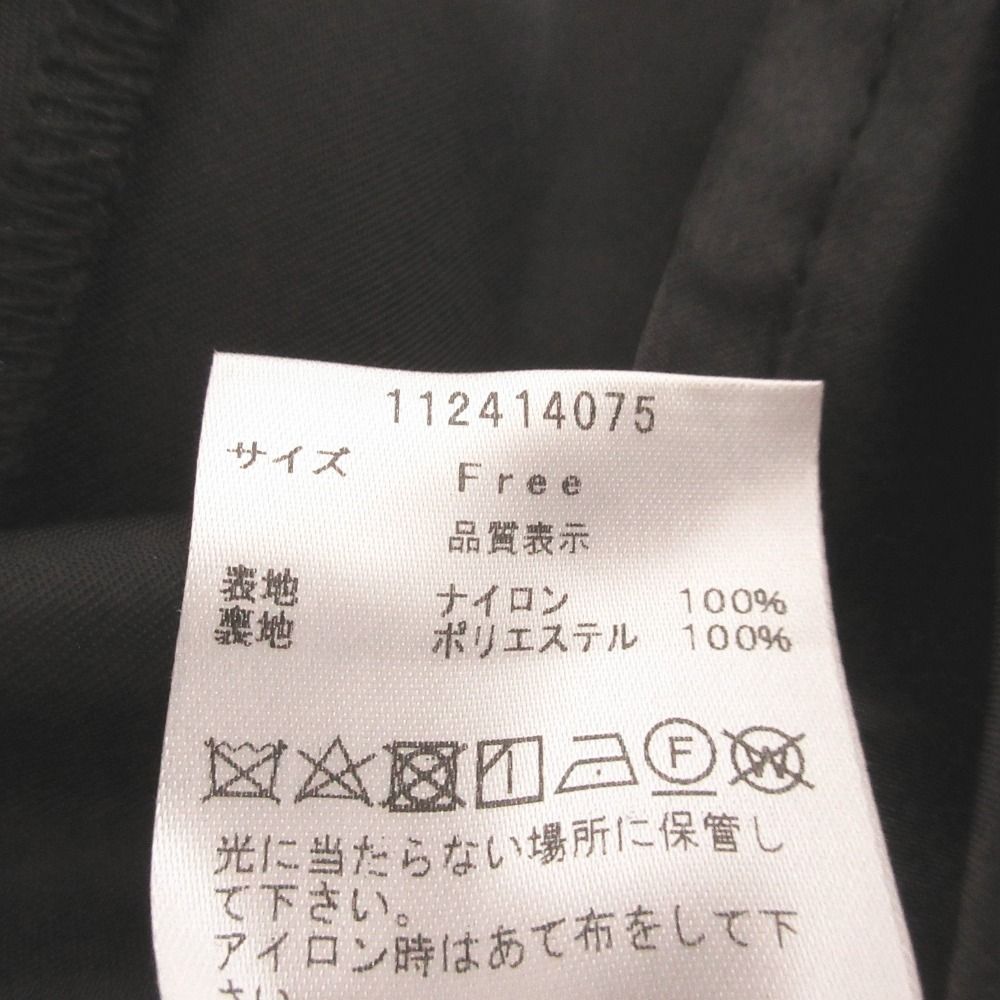 112414075
サイズ Free
品質表示
表地 ナイロン 100%
裏地 ポリエステル 100%
F W
光に当たらない場所に保管し
て下さい。
アイロン時はあて布をして下
さい